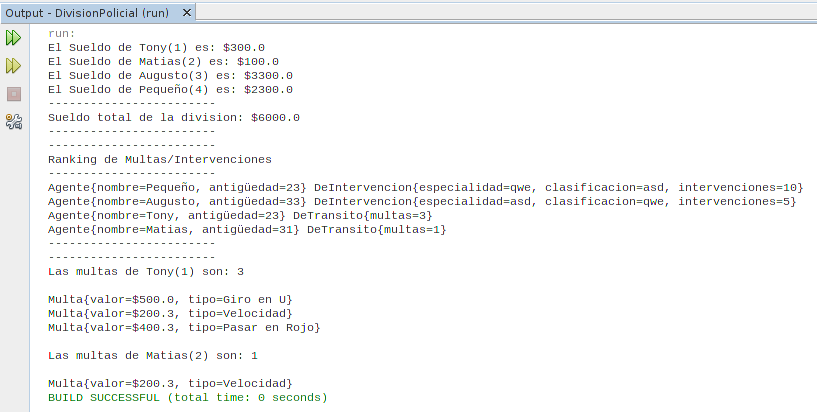 Output - DivisionPolicial (run)
run:
El Sueldo de Tony(1) es: $300.0
El Sueldo de Matias(2) es: $100.0
El Sueldo de Augusto(3) es: $3300.0
El Sueldo de Pequeño(4) es: $2300.0
------------------------
Sueldo total de la division: $6000.0
------------------------
------------------------
Ranking de Multas/Intervenciones
------------------------
Agente{nombre=Pequeño, antigüedad=23} DeIntervencion{especialidad=qwe, clasificacion=asd, intervenciones=10}
Agente{nombre=Augusto, antigüedad=33} DeIntervencion{especialidad=asd, clasificacion=qwe, intervenciones=5}
Agente{nombre=Tony, antigüedad=23} DeTransito{multas=3}
Agente{nombre=Matias, antigüedad=31} DeTransito{multas=1}
------------------------
------------------------
Las multas de Tony(1) son: 3
Multa{valor=$500.0, tipo=Giro en U}
Multa{valor=$200.3, tipo=Velocidad}
Multa{valor=$400.3, tipo=Pasar en Rojo}
Las multas de Matias(2) son: 1
Multa{valor=$200.3, tipo=Velocidad}
BUILD SUCCESSFUL (total time: 0 seconds)